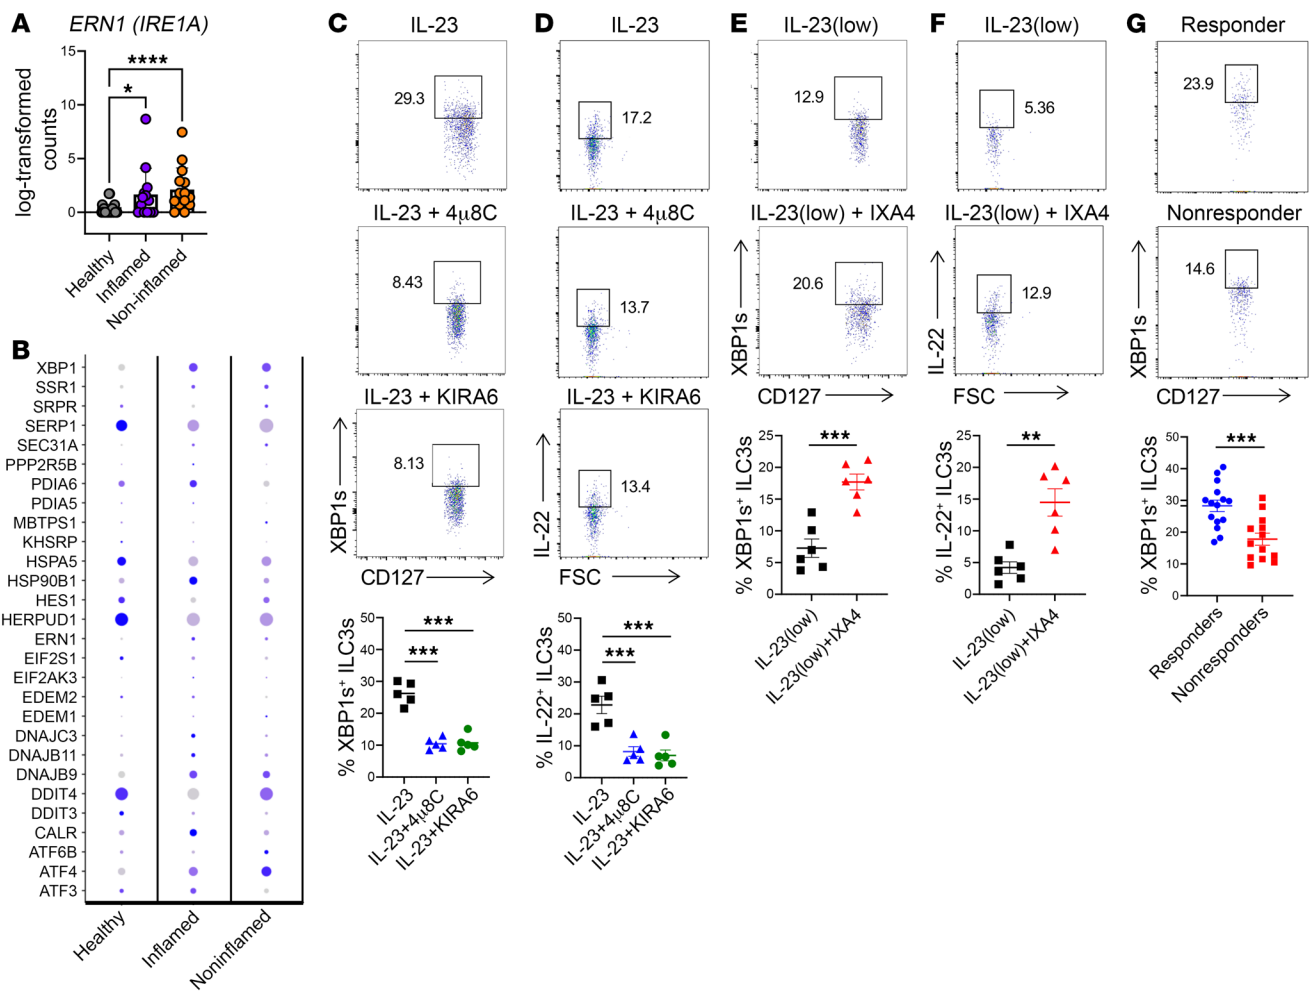 A
ERN1 (IRE1A)
log-transformed
counts
15
10
5
0
*
****
Healthy
Inflamed
Non-inflamed
B
XBP1
SSR1
SRPR
SERP1
SEC31A
PPP2R5B
PDIA6
PDIA5
MBTPS1
KHSRP
HSPA5
HSP90B1
HES1
HERPUD1
ERN1
EIF2S1
EIF2AK3
EDEM2
EDEM1
DNAJC3
DNAJB11
DNAJB9
DDIT4
DDIT3
CALR
ATF6B
ATF4
ATF3
Healthy
Inflamed
Noninflamed
C
IL-23
29.3
IL-23 + 4μ8C
8.43
IL-23 + KIRA6
8.13
XBP1s
CD127
% XBP1s+ ILC3s
50
40
30
20
10
0
***
***
IL-23
IL-23+4μ8C
IL-23+KIRA6
D
IL-23
17.2
IL-23 + 4μ8C
13.7
IL-23 + KIRA6
13.4
IL-22
FSC
% IL-22+ ILC3s
50
40
30
20
10
0
***
***
IL-23
IL-23+4μ8C
IL-23+KIRA6
E
IL-23(low)
12.9
IL-23(low) + IXA4
20.6
XBP1s
CD127
% XBP1s+ ILC3s
25
20
15
10
5
0
***
IL-23(low)
IL-23(low)+IXA4
F
IL-23(low)
5.36
IL-23(low) + IXA4
12.9
IL-22
FSC
% IL-22+ ILC3s
25
20
15
10
5
0
**
IL-23(low)
IL-23(low)+IXA4
G
Responder
23.9
Nonresponder
14.6
XBP1s
CD127
% XBP1s+ ILC3s
50
40
30
20
10
0
***
Responders
Nonresponders